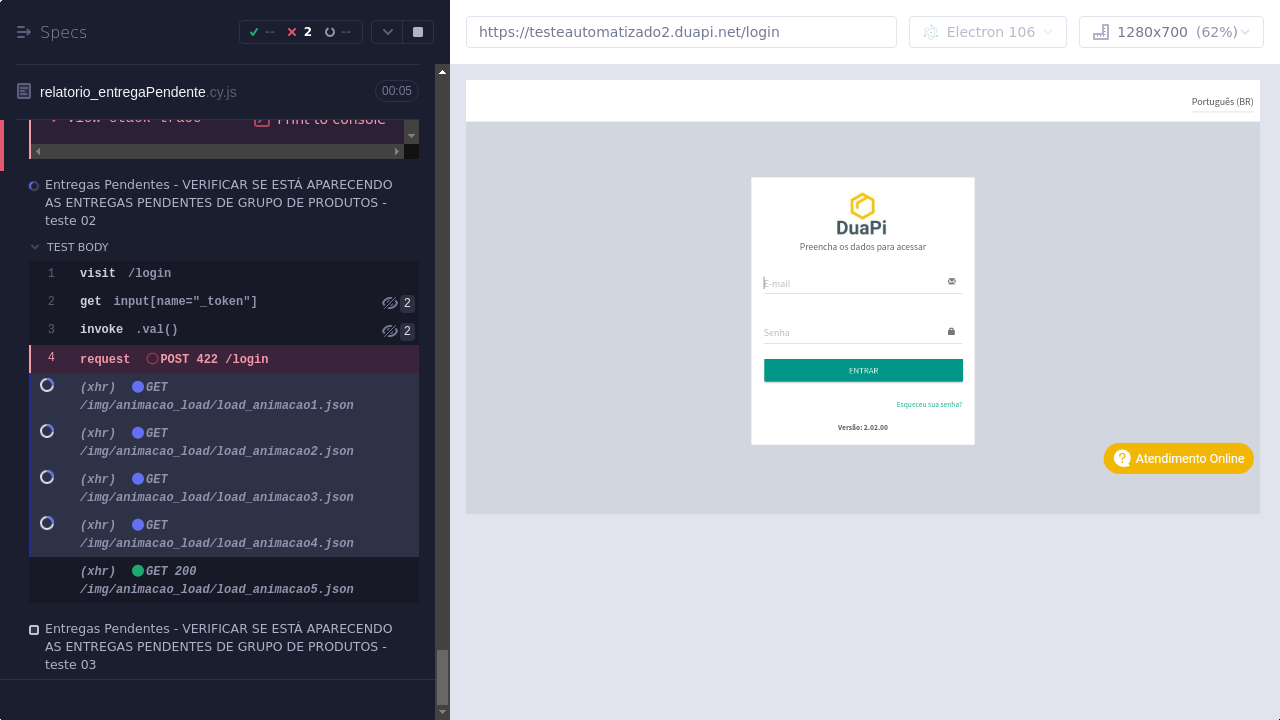 Specs
-- 2 --
relatorio_entregaPendente.cy.js
00:05
View stack trace Print to console
Entregas Pendentes - VERIFICAR SE ESTÁ APARECENDO
AS ENTREGAS PENDENTES DE GRUPO DE PRODUTOS -
teste 02
TEST BODY
1 visit /login
2 get input[name="_token"] 2
3 invoke .val() 2
4 request POST 422 /login
(xhr) GET
/img/animacao_load/load_animacao1.json
(xhr) GET
/img/animacao_load/load_animacao2.json
(xhr) GET
/img/animacao_load/load_animacao3.json
(xhr) GET
/img/animacao_load/load_animacao4.json
(xhr) GET 200
/img/animacao_load/load_animacao5.json
Entregas Pendentes - VERIFICAR SE ESTÁ APARECENDO
AS ENTREGAS PENDENTES DE GRUPO DE PRODUTOS -
teste 03
https://testeautomatizado2.duapi.net/login
Electron 106
1280x700 (62%)
Português (BR)
DuaPi
Preencha os dados para acessar
E-mail
Senha
ENTRAR
Esqueceu sua senha?
Versão: 2.02.00
Atendimento Online